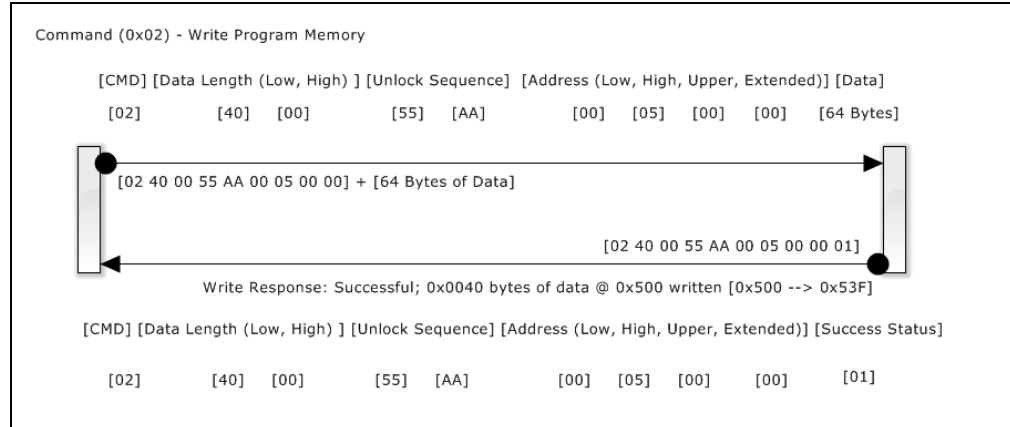 Command (0x02) - Write Program Memory
[CMD] [Data Length (Low, High) ] [Unlock Sequence] [Address (Low, High, Upper, Extended)] [Data]
[02] [40] [00] [55] [AA] [00] [05] [00] [00] [64 Bytes]
[02 40 00 55 AA 00 05 00 00] + [64 Bytes of Data]
[02 40 00 55 AA 00 05 00 00 01]
Write Response: Successful; 0x0040 bytes of data @ 0x500 written [0x500 --> 0x53F]
[CMD] [Data Length (Low, High) ] [Unlock Sequence] [Address (Low, High, Upper, Extended)] [Success Status]
[02] [40] [00] [55] [AA] [00] [05] [00] [00] [01]